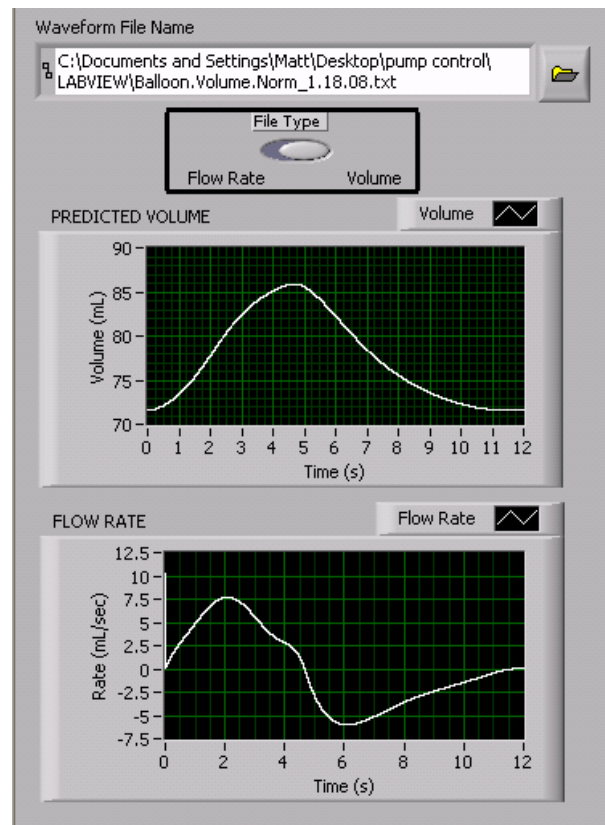 Waveform File Name
C:\Documents and Settings\Matt\Desktop\pump control\
LABVIEW\Balloon.Volume.Norm_1.18.08.txt
File Type
Flow Rate Volume
PREDICTED VOLUME
Volume
90
85
80
75
70
Volume (mL)
0 1 2 3 4 5 6 7 8 9 10 11 12
Time (s)
FLOW RATE
Flow Rate
12.5
10
7.5
5
2.5
0
-2.5
-5
-7.5
Rate (mL/sec)
0 2 4 6 8 10 12
Time (s)